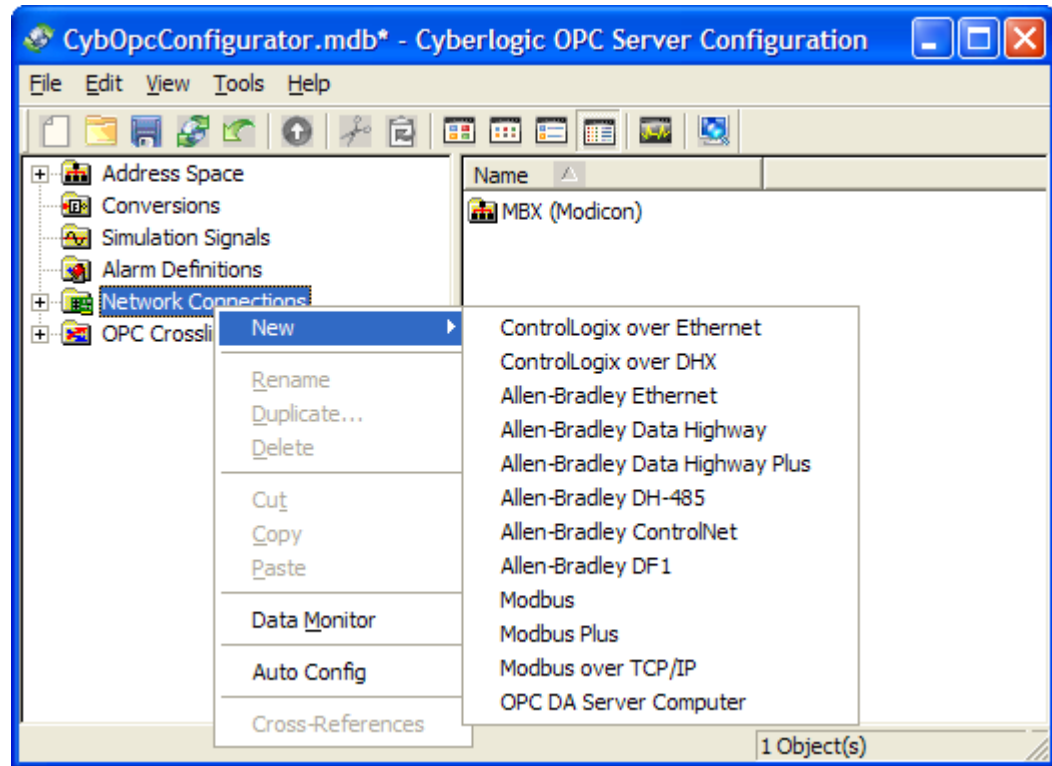 CybOpcConfigurator.mdb* - Cyberlogic OPC Server Configuration
File Edit View Tools Help
Address Space
Conversions
Simulation Signals
Alarm Definitions
Network Connections
OPC Crossli
Name
MBX (Modicon)
New
Rename
Duplicate...
Delete
Cut
Copy
Paste
Data Monitor
Auto Config
Cross-References
ControlLogix over Ethernet
ControlLogix over DHX
Allen-Bradley Ethernet
Allen-Bradley Data Highway
Allen-Bradley Data Highway Plus
Allen-Bradley DH-485
Allen-Bradley ControlNet
Allen-Bradley DF1
Modbus
Modbus Plus
Modbus over TCP/IP
OPC DA Server Computer
1 Object(s)